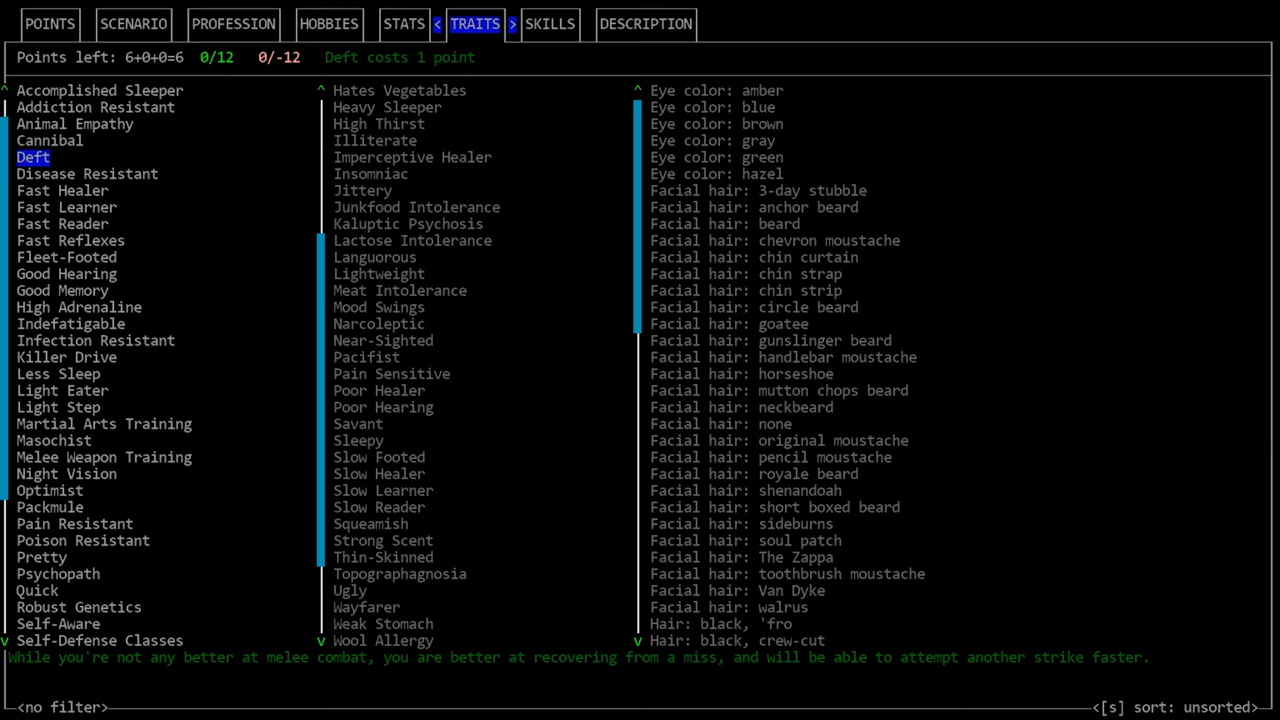 POINTS SCENARIO PROFESSION HOBBIES STATS < TRAITS > SKILLS DESCRIPTION
Points left: 6+0+0=6 0/12 0/-12 Deft costs 1 point
^ Accomplished Sleeper ^ Hates Vegetables ^ Eye color: amber
Addiction Resistant Heavy Sleeper Eye color: blue
Animal Empathy High Thirst Eye color: brown
Cannibal Illiterate Eye color: gray
Deft Imperceptive Healer Eye color: green
Disease Resistant Insomniac Eye color: hazel
Fast Healer Jittery Facial hair: 3-day stubble
Fast Learner Junkfood Intolerance Facial hair: anchor beard
Fast Reader Kaluptic Psychosis Facial hair: beard
Fast Reflexes Lactose Intolerance Facial hair: chevron moustache
Fleet-Footed Languorous Facial hair: chin curtain
Good Hearing Lightweight Facial hair: chin strap
Good Memory Meat Intolerance Facial hair: chin strip
High Adrenaline Mood Swings Facial hair: circle beard
Indefatigable Narcoleptic Facial hair: goatee
Infection Resistant Near-Sighted Facial hair: gunslinger beard
Killer Drive Pacifist Facial hair: handlebar moustache
Less Sleep Pain Sensitive Facial hair: horseshoe
Light Eater Poor Healer Facial hair: mutton chops beard
Light Step Poor Hearing Facial hair: neckbeard
Martial Arts Training Savant Facial hair: none
Masochist Sleepy Facial hair: original moustache
Melee Weapon Training Slow Footed Facial hair: pencil moustache
Night Vision Slow Healer Facial hair: royale beard
Optimist Slow Learner Facial hair: shenandoah
Packmule Slow Reader Facial hair: short boxed beard
Pain Resistant Squeamish Facial hair: sideburns
Poison Resistant Strong Scent Facial hair: soul patch
Pretty Thin-Skinned Facial hair: The Zappa
Psychopath Topographagnosia Facial hair: toothbrush moustache
Quick Ugly Facial hair: Van Dyke
Robust Genetics Wayfarer Facial hair: walrus
Self-Aware Weak Stomach Hair: black, 'fro
v Self-Defense Classes v Wool Allergy v Hair: black, crew-cut
While you're not any better at melee combat, you are better at recovering from a miss, and will be able to attempt another strike faster.
<no filter> <[s] sort: unsorted>